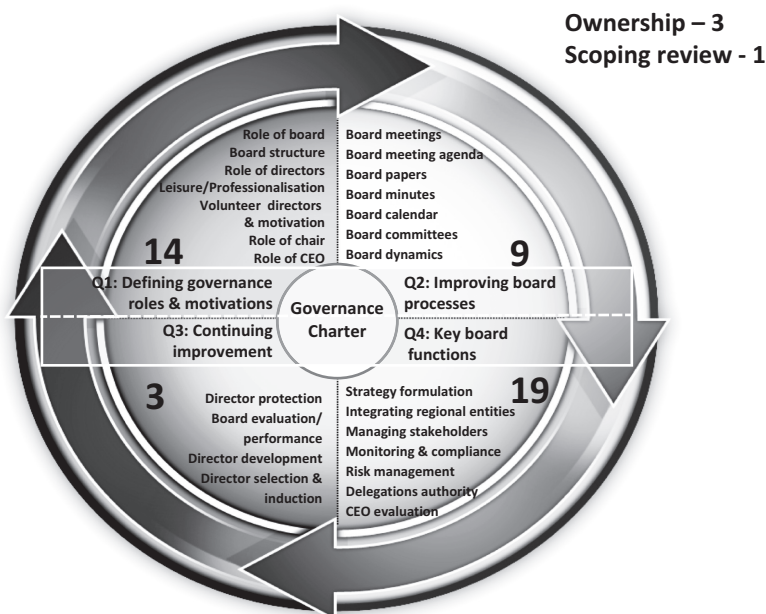 Ownership – 3
Scoping review - 1
Role of board
Board structure
Role of directors
Leisure/Professionalisation
Volunteer directors
& motivation
Role of chair
Role of CEO
14
Board meetings
Board meeting agenda
Board papers
Board minutes
Board calendar
Board committees
Board dynamics
9
Q1: Defining governance
roles & motivations
Q2: Improving board
processes
Governance
Charter
Q3: Continuing
improvement
Q4: Key board
functions
3
Director protection
Board evaluation/
performance
Director development
Director selection &
induction
19
Strategy formulation
Integrating regional entities
Managing stakeholders
Monitoring & compliance
Risk management
Delegations authority
CEO evaluation